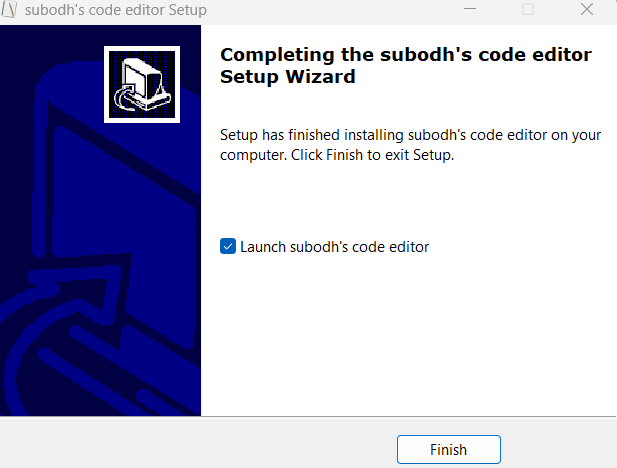 subodh's code editor Setup
Completing the subodh's code editor
Setup Wizard
Setup has finished installing subodh's code editor on your
computer. Click Finish to exit Setup.
Launch subodh's code editor
Finish